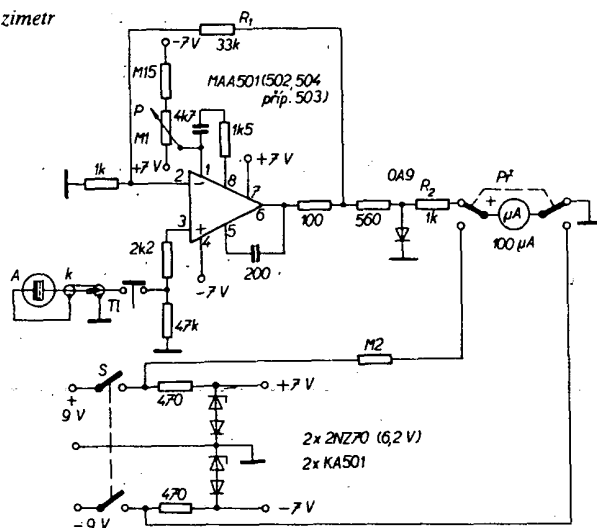 zimetr
R₁
33k
-7 V
M15
P
M1
+7 V
4k7
1k5
MAA501 (502, 504
příp. 503)
+7 V
1k
2
3
1
8
7
6
5
4
-
+
0A9
R₂
1k
Př
+
µA
100 µA
100
560
200
2k2
-7 V
A
k
Tl
47k
M2
S
+
9 V
470
+7 V
2x 2NZ70 (6,2 V)
2x KA501
470
-7 V
- 9 V